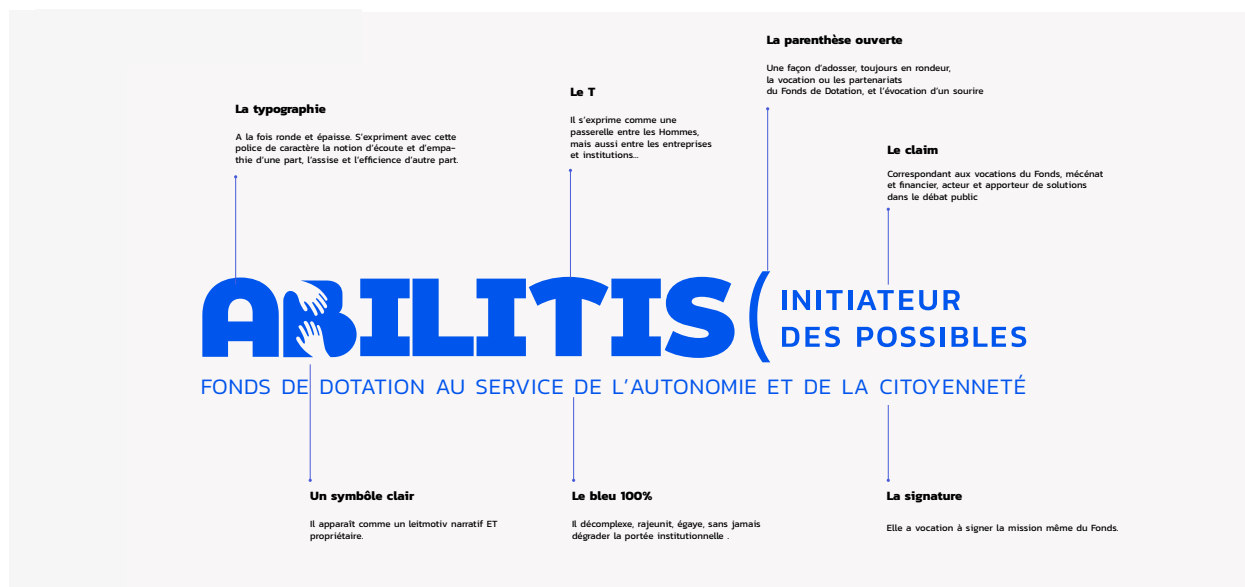 La parenthèse ouverte
Une façon d'adosser, toujours en rondeur,
la vocation ou les partenariats
du Fonds de Dotation, et l'évocation d'un sourire
Le T
Il s'exprime comme une
passerelle entre les Hommes,
mais aussi entre les entreprises
et institutions...
La typographie
A la fois ronde et épaisse. S'expriment avec cette
police de caractère la notion d'écoute et d'empa-
thie d'une part, l'assise et l'efficience d'autre part.
Le claim
Correspondant aux vocations du Fonds, mécénat
et financier, acteur et apporteur de solutions
dans le débat public
ABILITIS(
INITIATEUR
DES POSSIBLES
FONDS DE DOTATION AU SERVICE DE L'AUTONOMIE ET DE LA CITOYENNETÉ
Un symbôle clair
Il apparaît comme un leitmotiv narratif ET
propriétaire.
Le bleu 100%
Il décomplexe, rajeunit, égaye, sans jamais
dégrader la portée institutionnelle .
La signature
Elle a vocation à signer la mission même du Fonds.